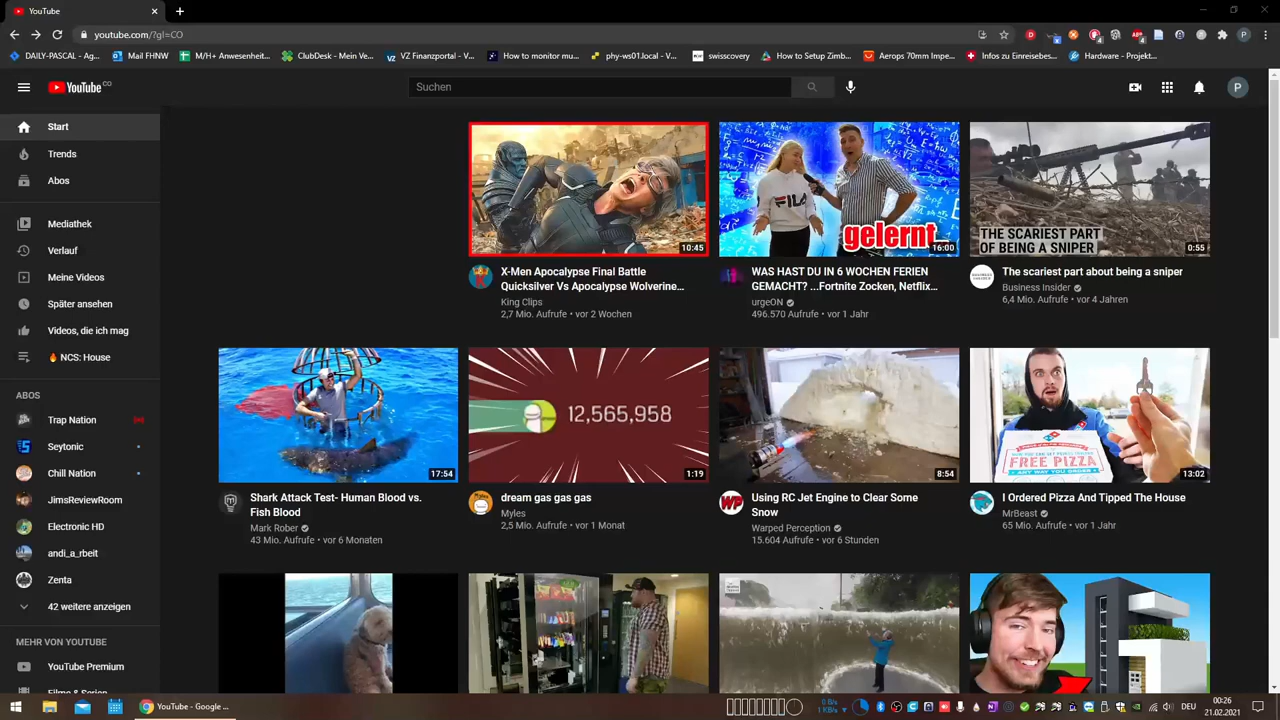 YouTube
youtube.com/?gl=CO
DAILY-PASCAL - Ag...
Mail FHNW
M/H+ Anwesenheit...
ClubDesk - Mein Ve...
VZ Finanzportal - ...
How to monitor mu...
phy-ws01.local - V...
swisscovery
How to Setup Zimb...
Aerops 70mm Impe...
Infos zu Einreisebes...
Hardware - Projekt...
YouTube CO
Suchen
P
Start
Trends
Abos
Mediathek
Verlauf
Meine Videos
Später ansehen
Videos, die ich mag
🔥 NCS: House
ABOS
Trap Nation
Seytonic
Chill Nation
JimsReviewRoom
Electronic HD
andi_a_rbeit
Zenta
42 weitere anzeigen
MEHR VON YOUTUBE
YouTube Premium
Filme & Serien
10:45
X-Men Apocalypse Final Battle
Quicksilver Vs Apocalypse Wolverine...
King Clips
2,7 Mio. Aufrufe • vor 2 Wochen
FILA
gelernt
16:00
WAS HAST DU IN 6 WOCHEN FERIEN
GEMACHT? ...Fortnite Zocken, Netflix...
urgeON
496.570 Aufrufe • vor 1 Jahr
THE SCARIEST PART
OF BEING A SNIPER
0:55
The scariest part about being a sniper
Business Insider
6,4 Mio. Aufrufe • vor 4 Jahren
17:54
Shark Attack Test- Human Blood vs.
Fish Blood
Mark Rober
43 Mio. Aufrufe • vor 6 Monaten
12,565,958
1:19
dream gas gas gas
Myles
2,5 Mio. Aufrufe • vor 1 Monat
8:54
WP
Using RC Jet Engine to Clear Some
Snow
Warped Perception
15.604 Aufrufe • vor 6 Stunden
FREE PIZZA
13:02
I Ordered Pizza And Tipped The House
MrBeast
65 Mio. Aufrufe • vor 1 Jahr
YouTube - Google ...
0 B/s
1 KB/s
DEU
00:26
21.02.2021